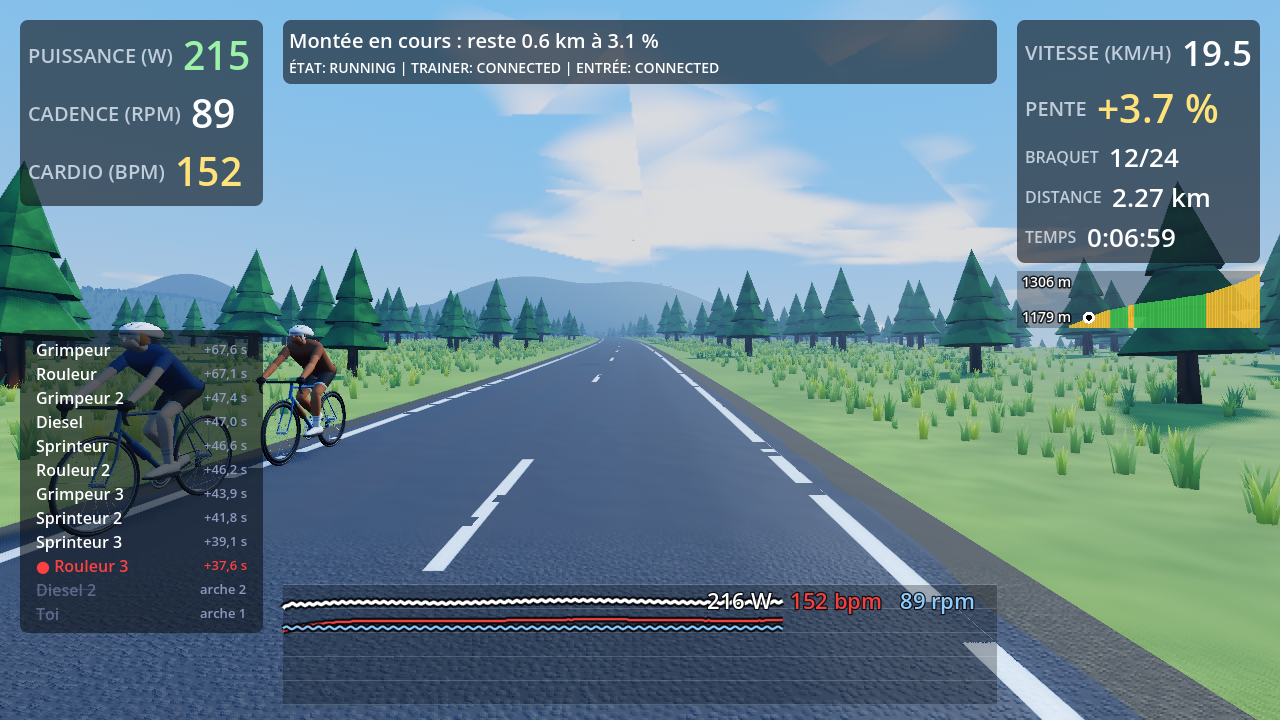 PUISSANCE (W) 215
CADENCE (RPM) 89
CARDIO (BPM) 152
Montée en cours : reste 0.6 km à 3.1 %
ÉTAT: RUNNING | TRAINER: CONNECTED | ENTRÉE: CONNECTED
VITESSE (KM/H) 19.5
PENTE +3.7 %
BRAQUET 12/24
DISTANCE 2.27 km
TEMPS 0:06:59
1306 m
1179 m
Grimpeur +67,6 s
Rouleur +67,1 s
Grimpeur 2 +47,4 s
Diesel +47,0 s
Sprinteur +46,6 s
Rouleur 2 +46,2 s
Grimpeur 3 +43,9 s
Sprinteur 2 +41,8 s
Sprinteur 3 +39,1 s
Rouleur 3 +37,6 s
Diesel 2 arche 2
Toi arche 1
216 W 152 bpm 89 rpm